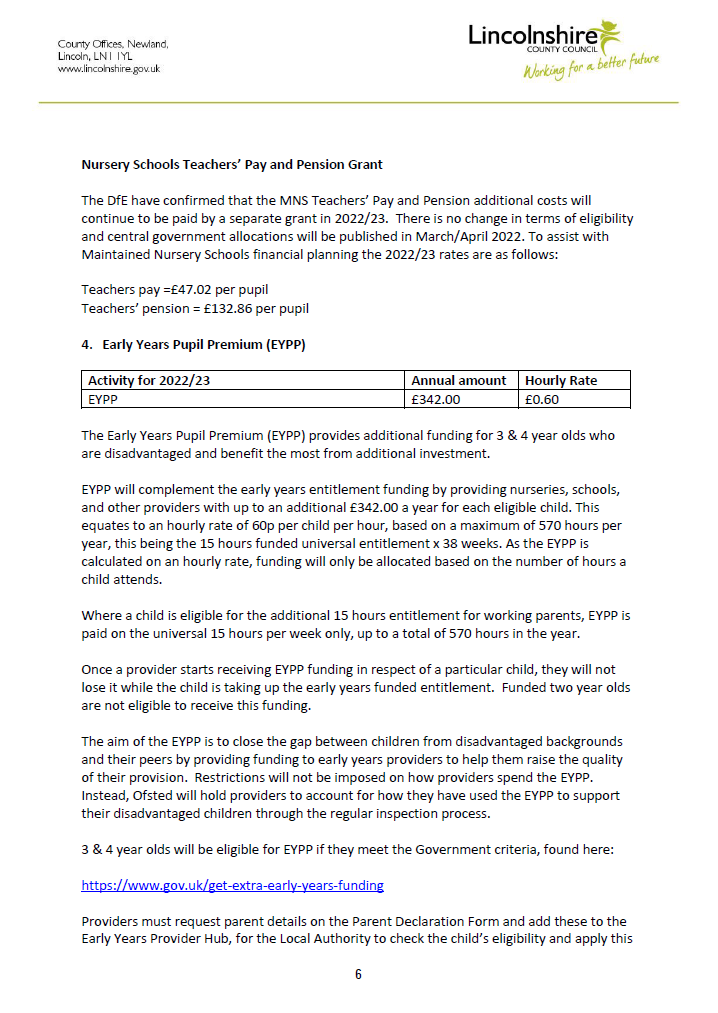 County Offices, Newland,
Lincoln, LN1 1YL
www.lincolnshire.gov.uk
Lincolnshire
COUNTY COUNCIL
Working for a better future
Nursery Schools Teachers' Pay and Pension Grant
The DfE have confirmed that the MNS Teachers' Pay and Pension additional costs will
continue to be paid by a separate grant in 2022/23.  There is no change in terms of eligibility
and central government allocations will be published in March/April 2022. To assist with
Maintained Nursery Schools financial planning the 2022/23 rates are as follows:
Teachers pay =£47.02 per pupil
Teachers' pension = £132.86 per pupil
4.  Early Years Pupil Premium (EYPP)
Activity for 2022/23 Annual amount Hourly Rate
EYPP £342.00 £0.60
The Early Years Pupil Premium (EYPP) provides additional funding for 3 & 4 year olds who
are disadvantaged and benefit the most from additional investment.
EYPP will complement the early years entitlement funding by providing nurseries, schools,
and other providers with up to an additional £342.00 a year for each eligible child. This
equates to an hourly rate of 60p per child per hour, based on a maximum of 570 hours per
year, this being the 15 hours funded universal entitlement x 38 weeks. As the EYPP is
calculated on an hourly rate, funding will only be allocated based on the number of hours a
child attends.
Where a child is eligible for the additional 15 hours entitlement for working parents, EYPP is
paid on the universal 15 hours per week only, up to a total of 570 hours in the year.
Once a provider starts receiving EYPP funding in respect of a particular child, they will not
lose it while the child is taking up the early years funded entitlement.  Funded two year olds
are not eligible to receive this funding.
The aim of the EYPP is to close the gap between children from disadvantaged backgrounds
and their peers by providing funding to early years providers to help them raise the quality
of their provision.  Restrictions will not be imposed on how providers spend the EYPP.
Instead, Ofsted will hold providers to account for how they have used the EYPP to support
their disadvantaged children through the regular inspection process.
3 & 4 year olds will be eligible for EYPP if they meet the Government criteria, found here:
https://www.gov.uk/get-extra-early-years-funding
Providers must request parent details on the Parent Declaration Form and add these to the
Early Years Provider Hub, for the Local Authority to check the child's eligibility and apply this
6